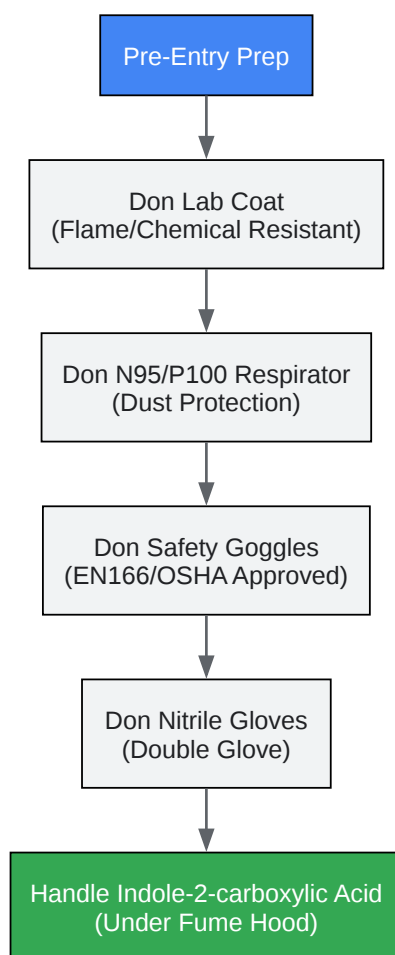 Pre-Entry Prep
Don Lab Coat
(Flame/Chemical Resistant)
Don N95/P100 Respirator
(Dust Protection)
Don Safety Goggles
(EN166/OSHA Approved)
Don Nitrile Gloves
(Double Glove)
Handle Indole-2-carboxylic Acid
(Under Fume Hood)